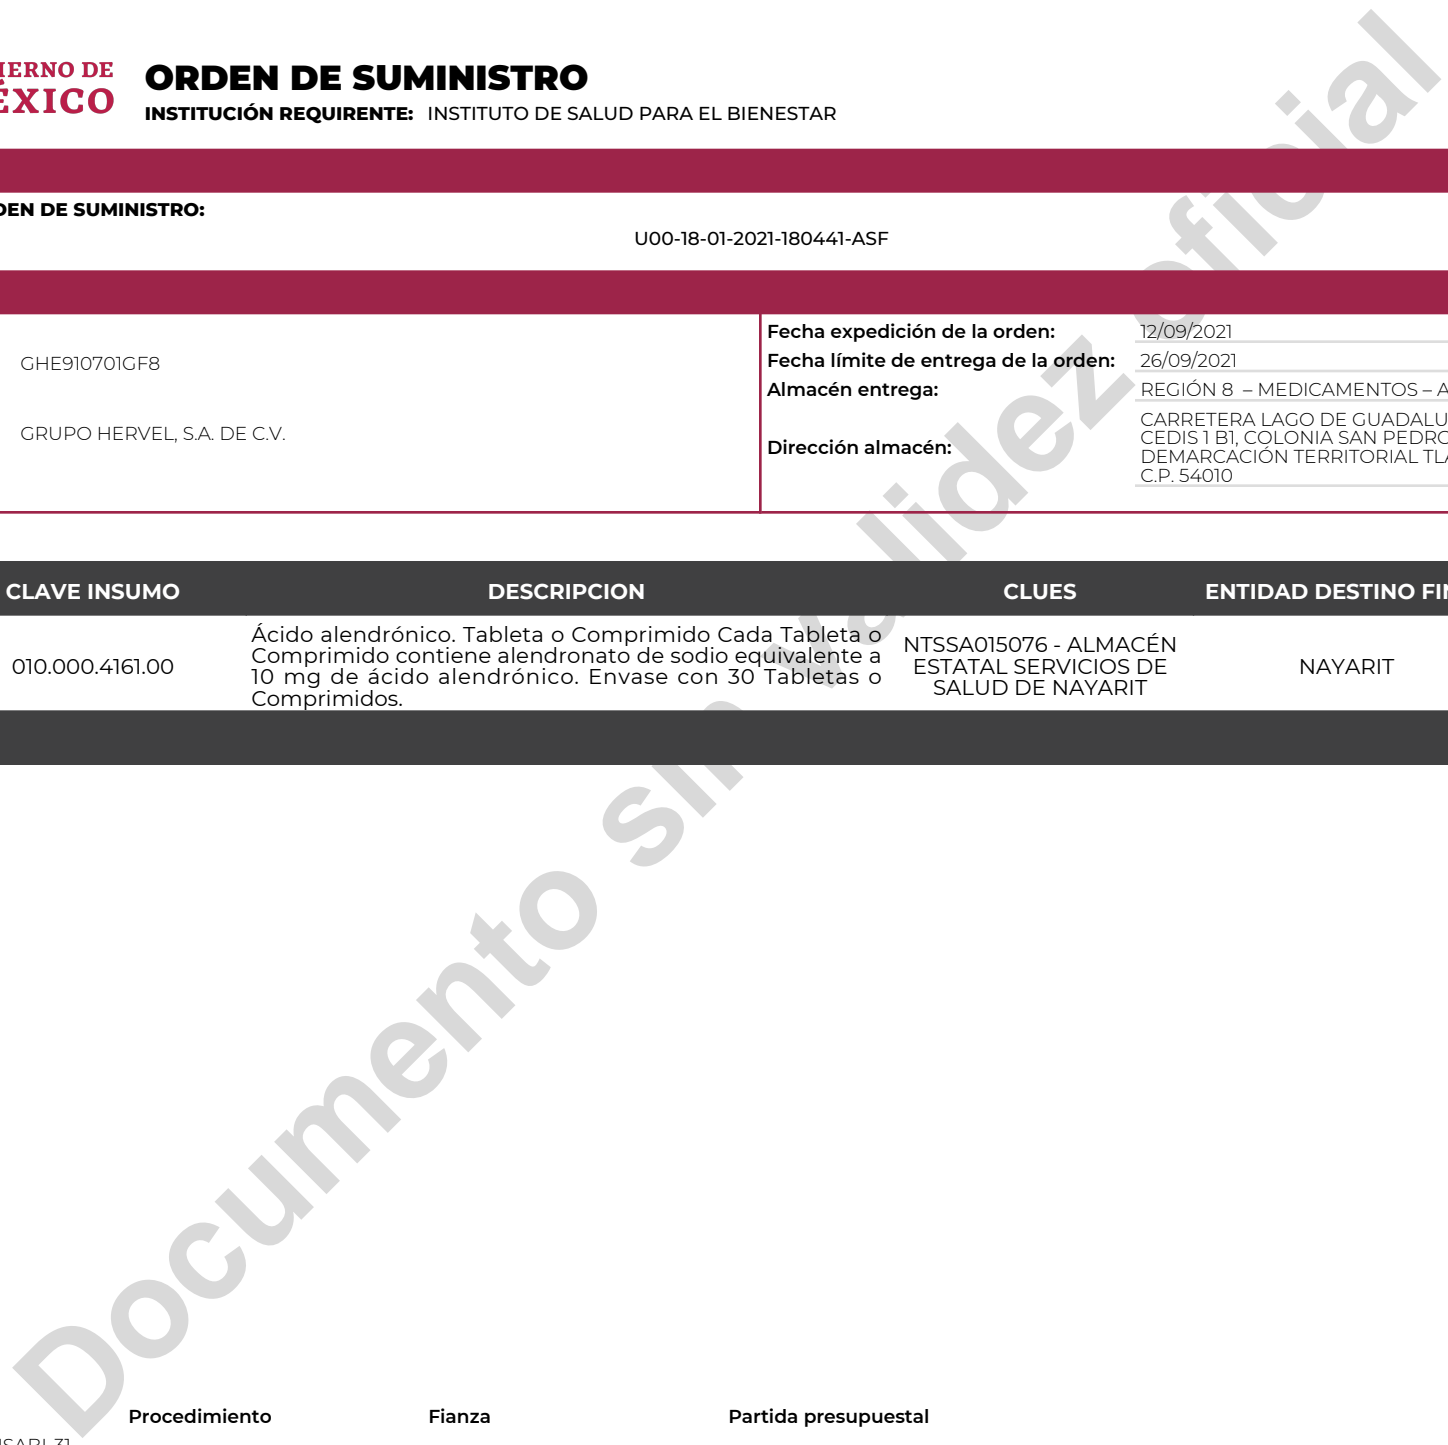 IERNO DE
ÉXICO
ORDEN DE SUMINISTRO
INSTITUCIÓN REQUIRENTE: INSTITUTO DE SALUD PARA EL BIENESTAR
DEN DE SUMINISTRO:
U00-18-01-2021-180441-ASF
GHE910701GF8
GRUPO HERVEL, S.A. DE C.V.
Fecha expedición de la orden: 12/09/2021
Fecha límite de entrega de la orden: 26/09/2021
Almacén entrega: REGIÓN 8 – MEDICAMENTOS – A
Dirección almacén:
CARRETERA LAGO DE GUADALU
CEDIS 1 B1, COLONIA SAN PEDRO
DEMARCACIÓN TERRITORIAL TLA
C.P. 54010
CLAVE INSUMO DESCRIPCION CLUES ENTIDAD DESTINO FIN
010.000.4161.00
Ácido alendrónico. Tableta o Comprimido Cada Tableta o
Comprimido contiene alendronato de sodio equivalente a
10 mg de ácido alendrónico. Envase con 30 Tabletas o
Comprimidos.
NTSSA015076 - ALMACÉN
ESTATAL SERVICIOS DE
SALUD DE NAYARIT
NAYARIT
Documento sin validez oficial
Procedimiento Fianza Partida presupuestal